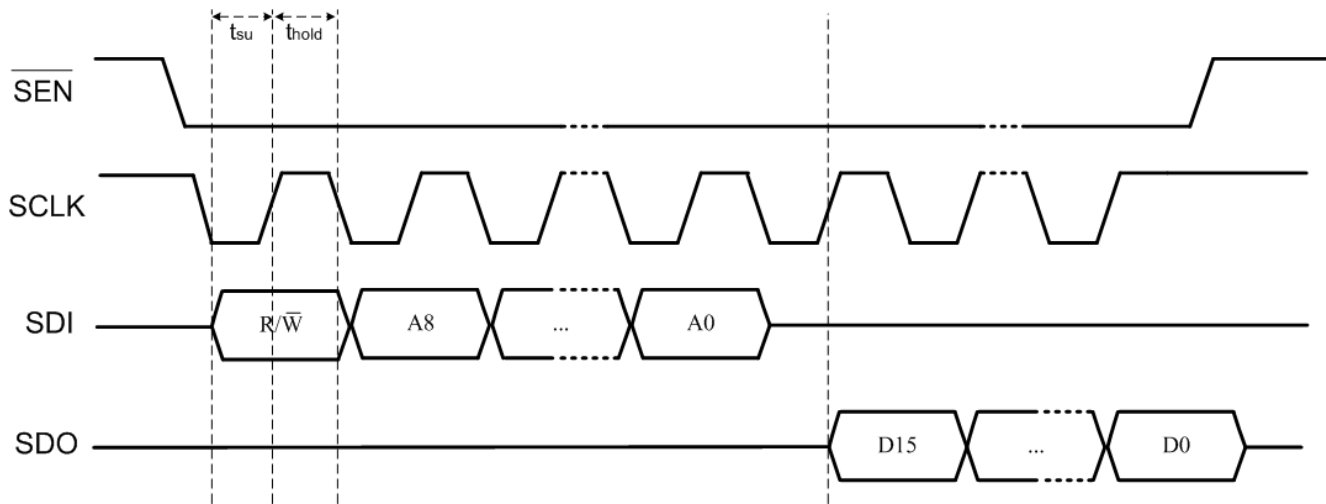 tsu thold
SEN
SCLK
SDI R/W A8 ... A0
SDO D15 ... D0